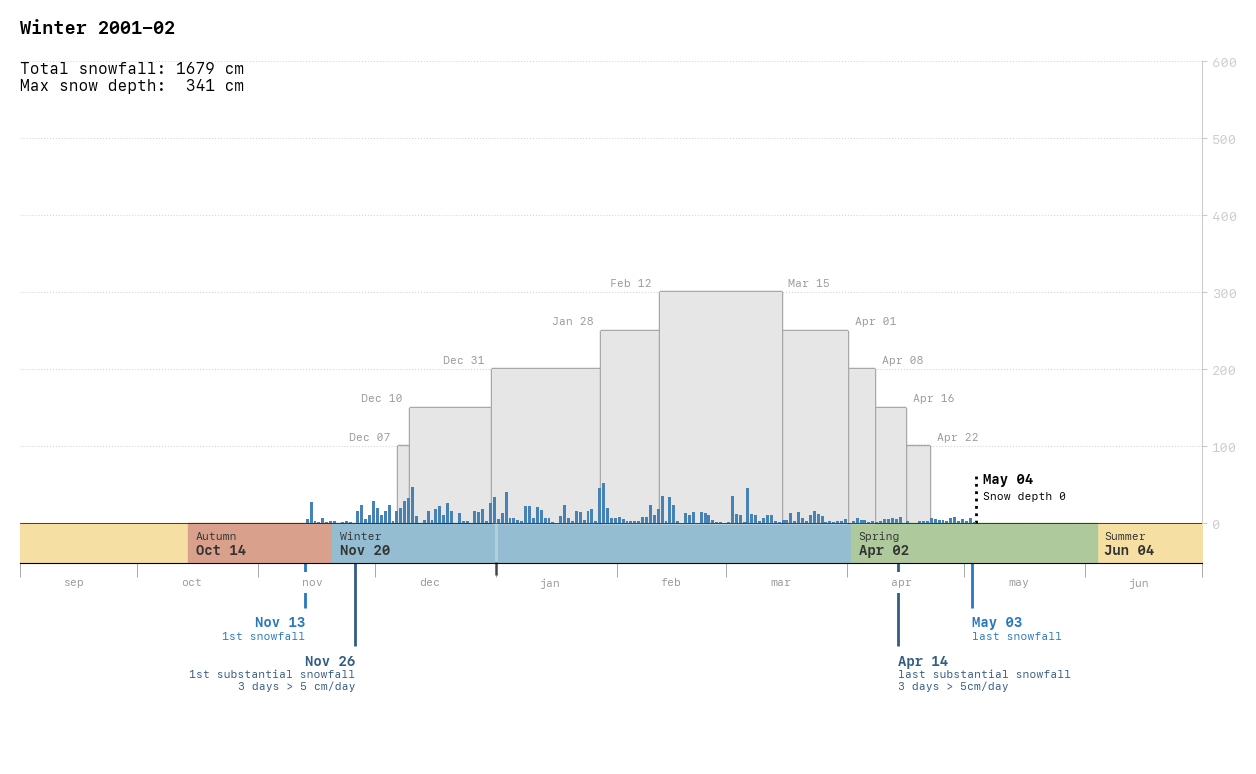 Winter 2001–02
Total snowfall: 1679 cm
Max snow depth: 341 cm
600
500
400
300
200
100
0
Feb 12
Mar 15
Jan 28
Apr 01
Dec 31
Apr 08
Dec 10
Apr 16
Dec 07
Apr 22
May 04
Snow depth 0
Autumn
Oct 14
Winter
Nov 20
Spring
Apr 02
Summer
Jun 04
sep
oct
nov
dec
jan
feb
mar
apr
may
jun
Nov 13
1st snowfall
May 03
last snowfall
Nov 26
1st substantial snowfall
3 days > 5 cm/day
Apr 14
last substantial snowfall
3 days > 5cm/day